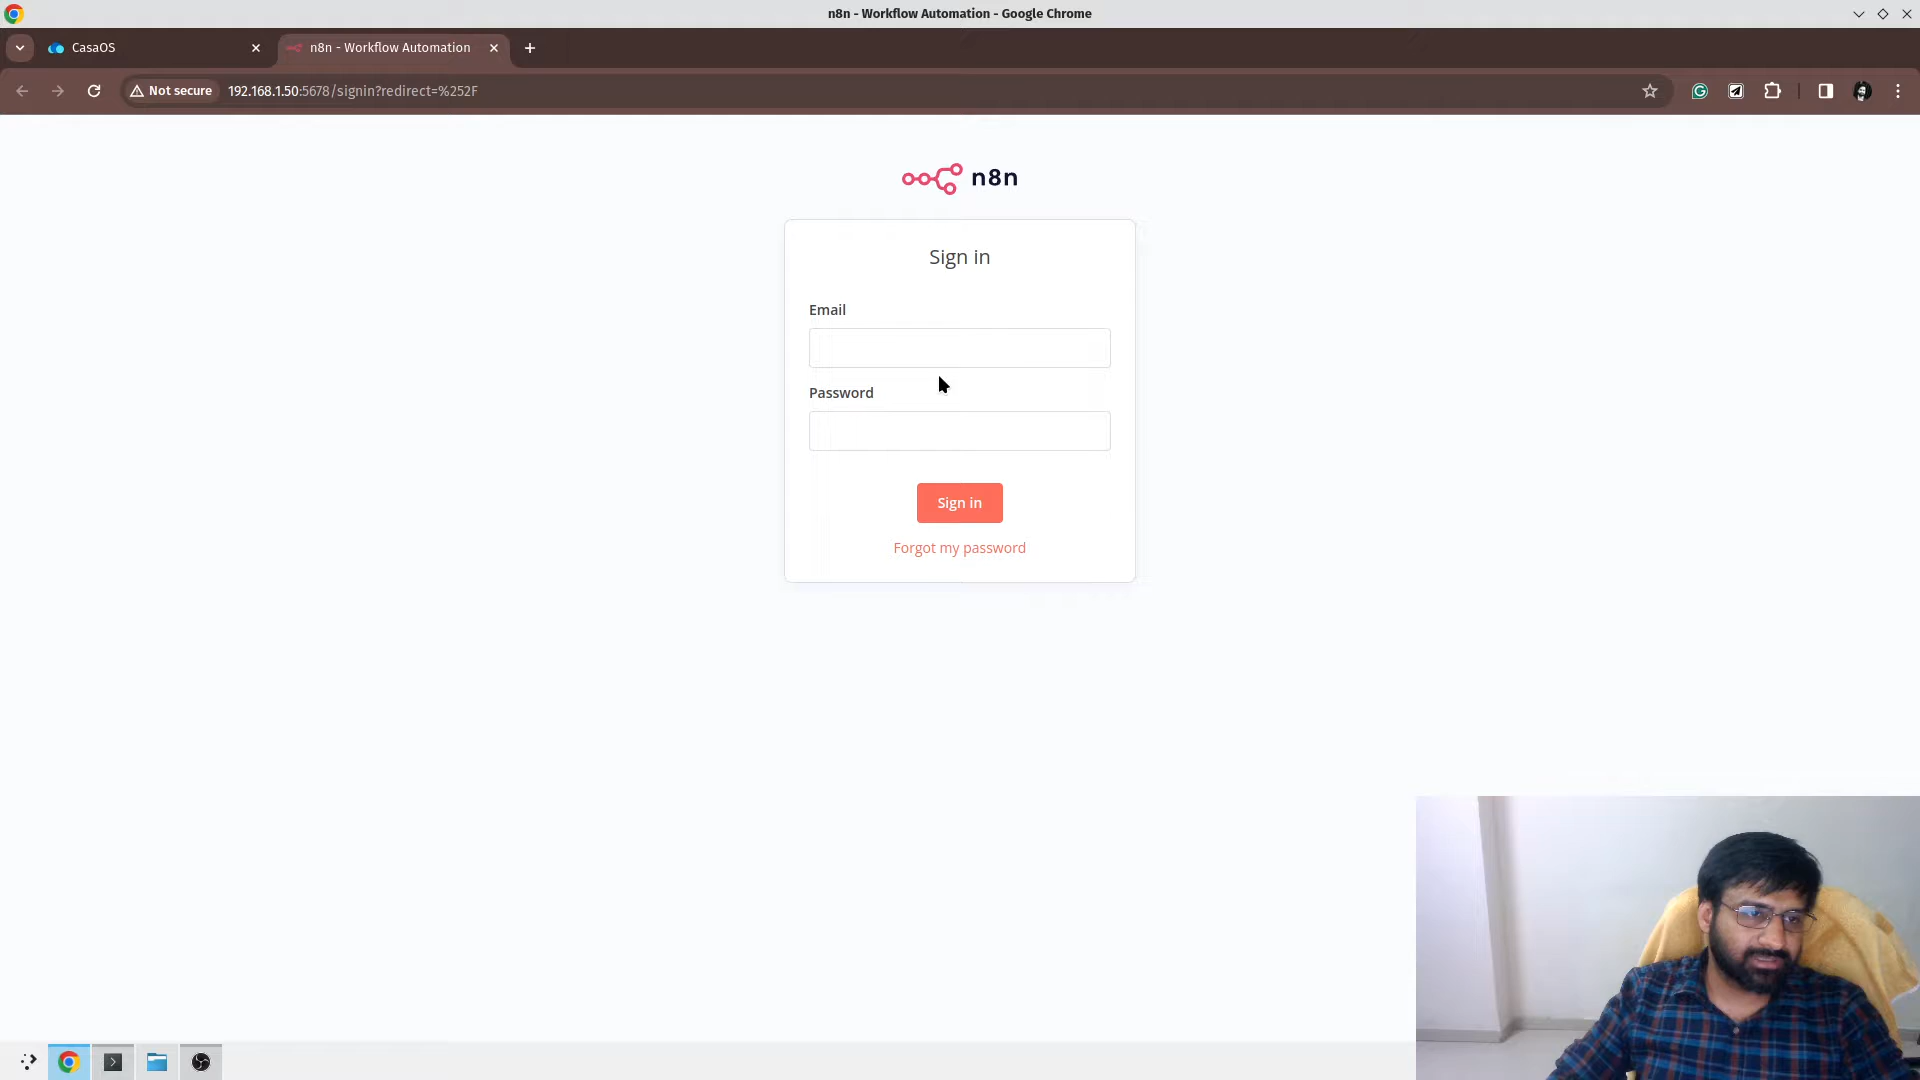 n8n - Workflow Automation - Google Chrome
CasaOS
n8n - Workflow Automation
Not secure
192.168.1.50:5678/signin?redirect=%252F
n8n
Sign in
Email
Password
Sign in
Forgot my password